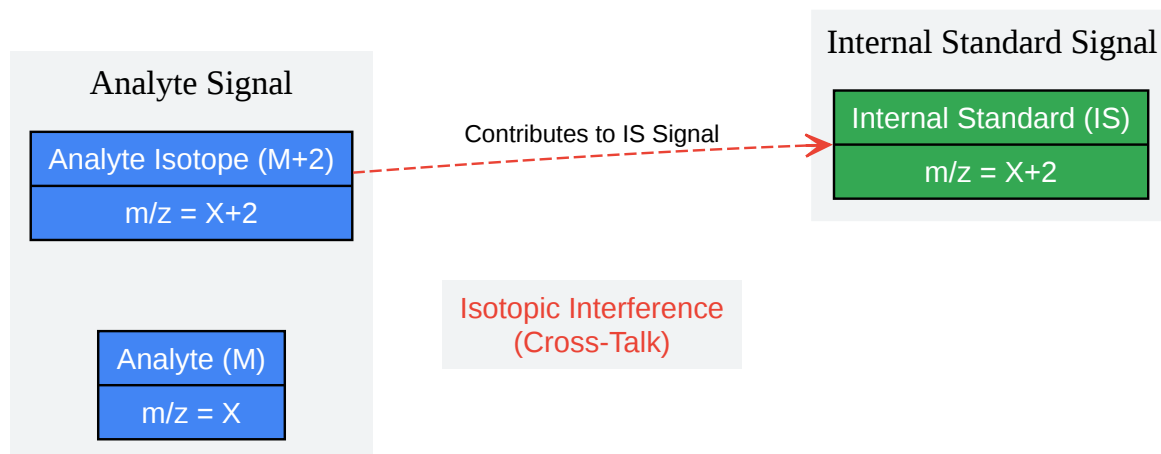 Analyte Signal
Analyte Isotope (M+2)
m/z = X+2
Analyte (M)
m/z = X
Contributes to IS Signal
Isotopic Interference
(Cross-Talk)
Internal Standard Signal
Internal Standard (IS)
m/z = X+2